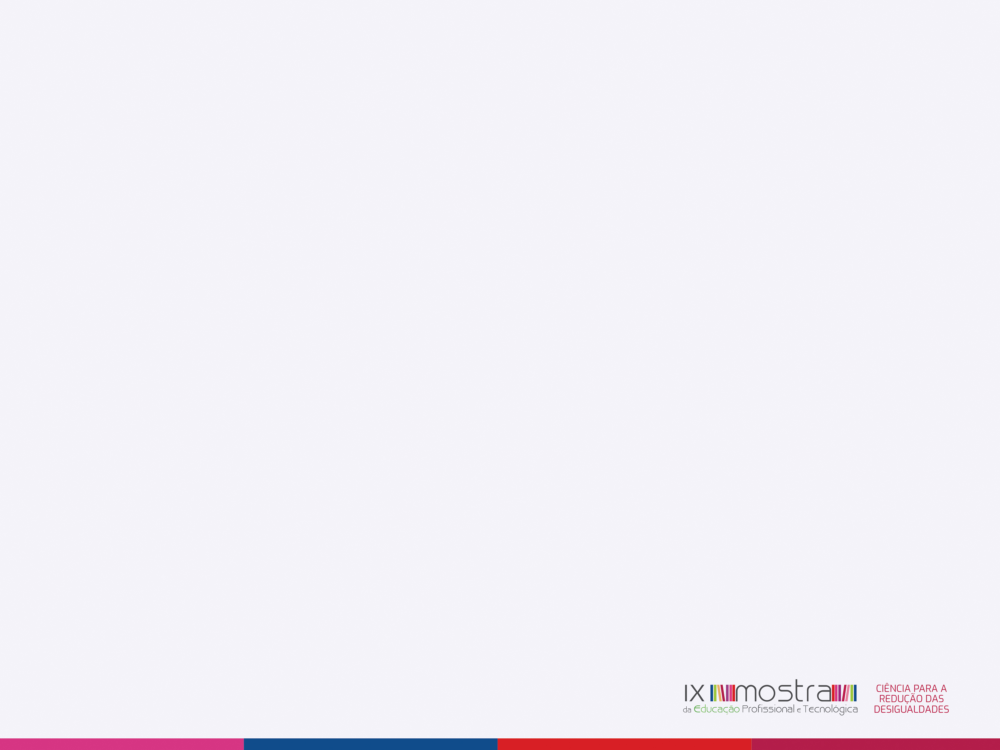 IX mostra
da Educação Profissional e Tecnológica
CIÊNCIA PARA A
REDUÇÃO DAS
DESIGUALDADES